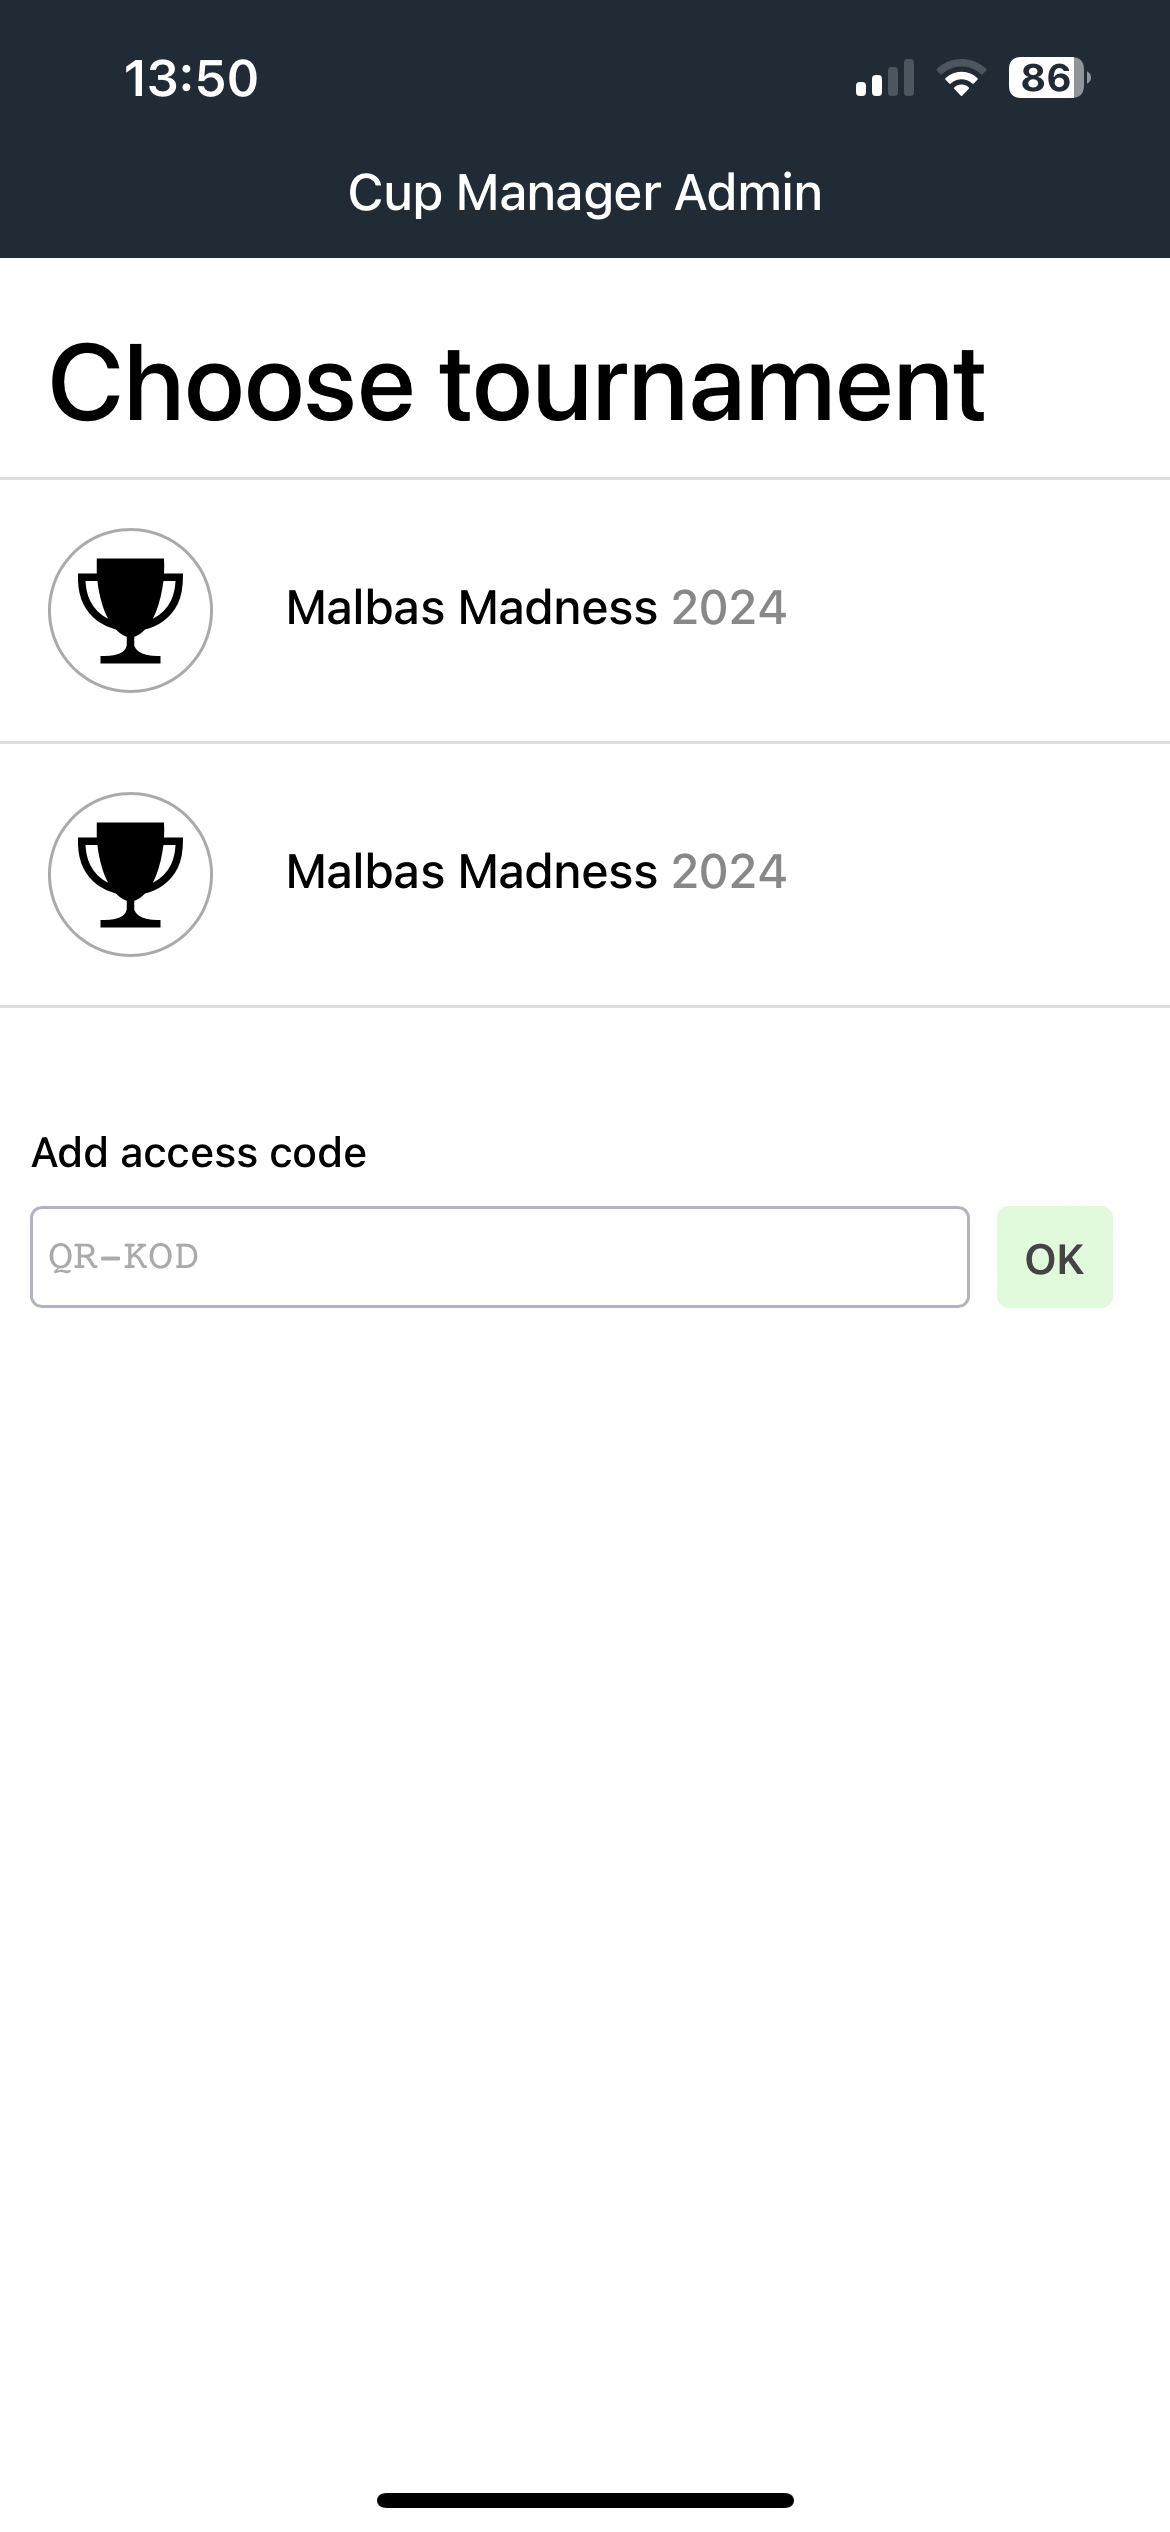 13:50 86
Cup Manager Admin
Choose tournament
Malbas Madness 2024
Malbas Madness 2024
Add access code
QR-KOD OK